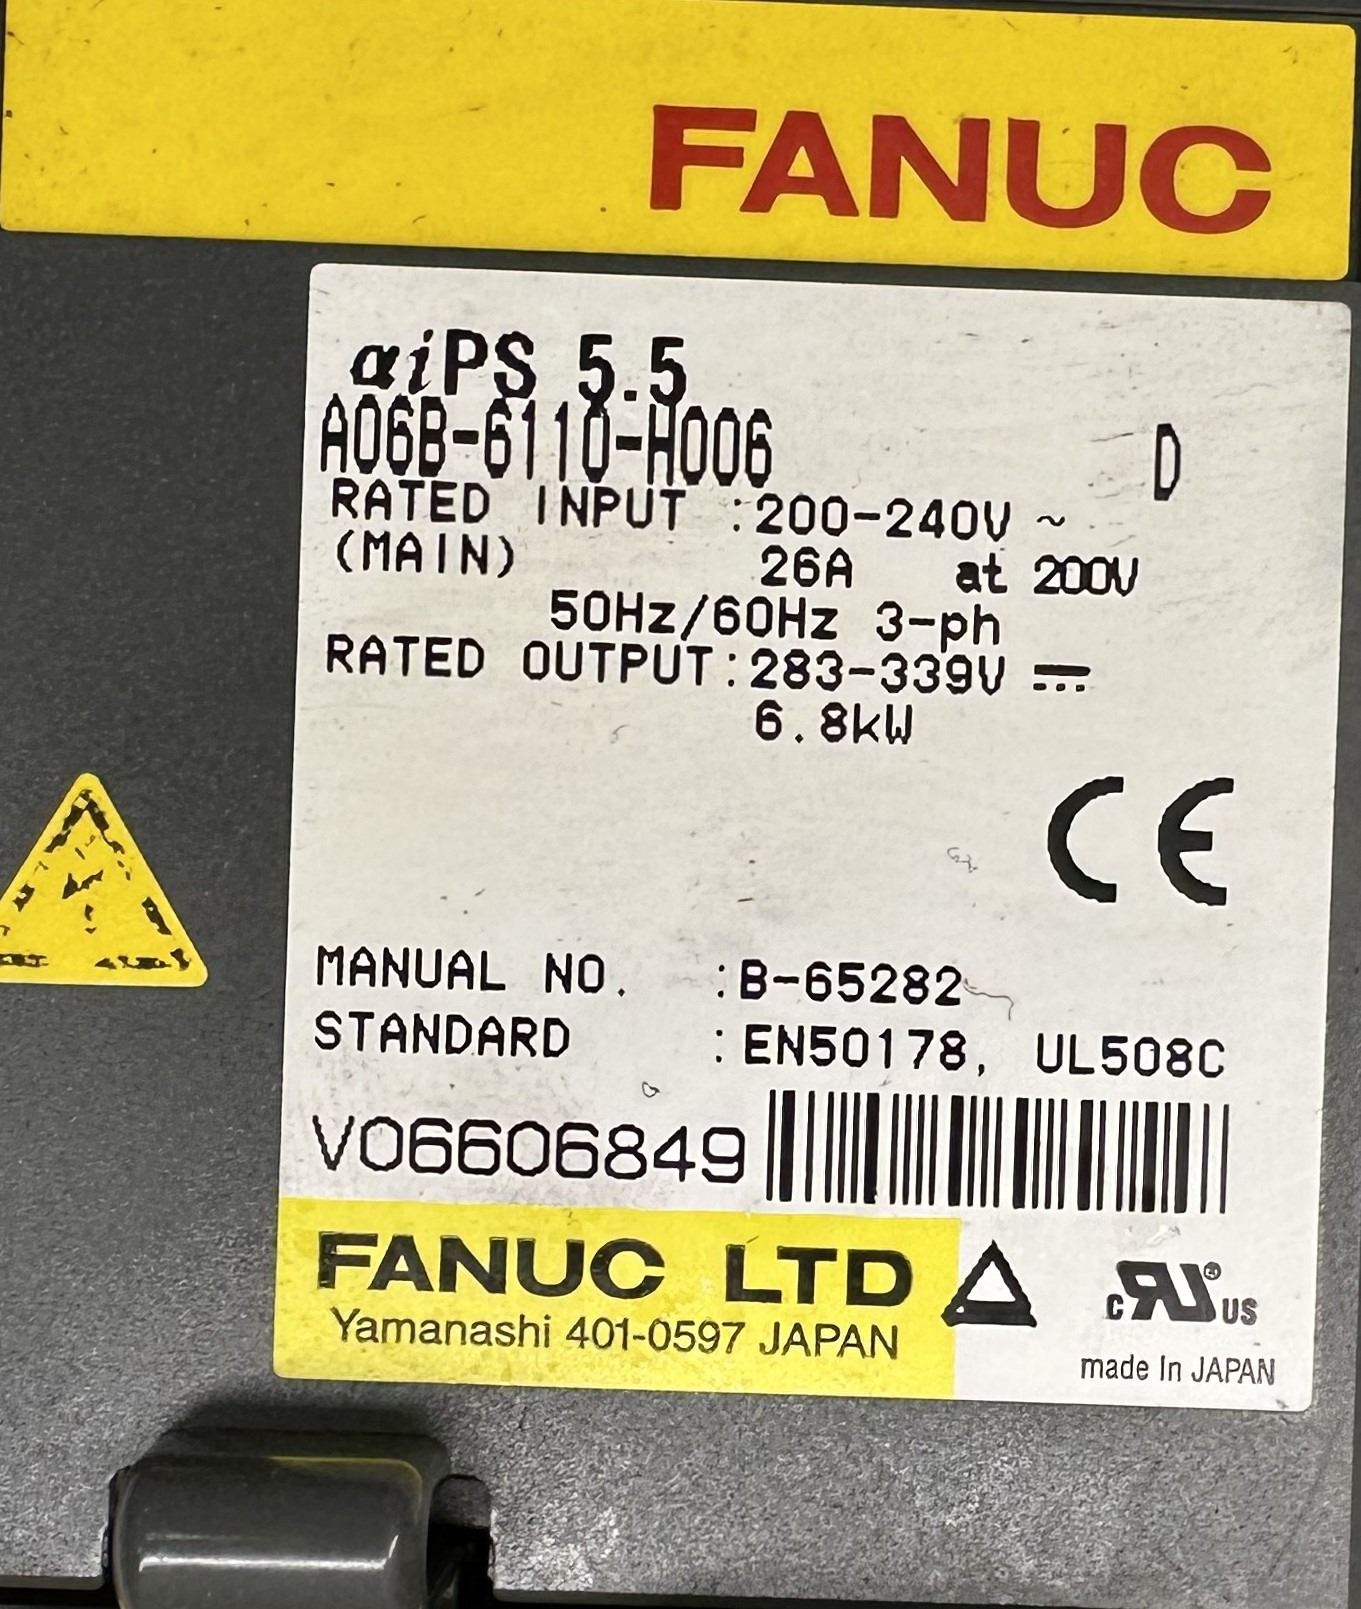 FANUC
αiPS 5.5
A06B-6110-H006 D
RATED INPUT :200-240V ~
(MAIN) 26A at 200V
50Hz/60Hz 3-ph
RATED OUTPUT:283-339V ⎓
6.8kW
CE
MANUAL NO. :B-65282
STANDARD :EN50178, UL508C
V06606849
FANUC LTD
Yamanashi 401-0597 JAPAN
c RU ® US
made In JAPAN